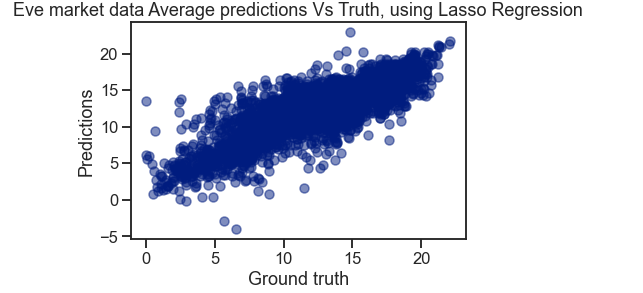 Eve market data Average predictions Vs Truth, using Lasso Regression
20
15
10
5
0
−5
Predictions
0 5 10 15 20
Ground truth